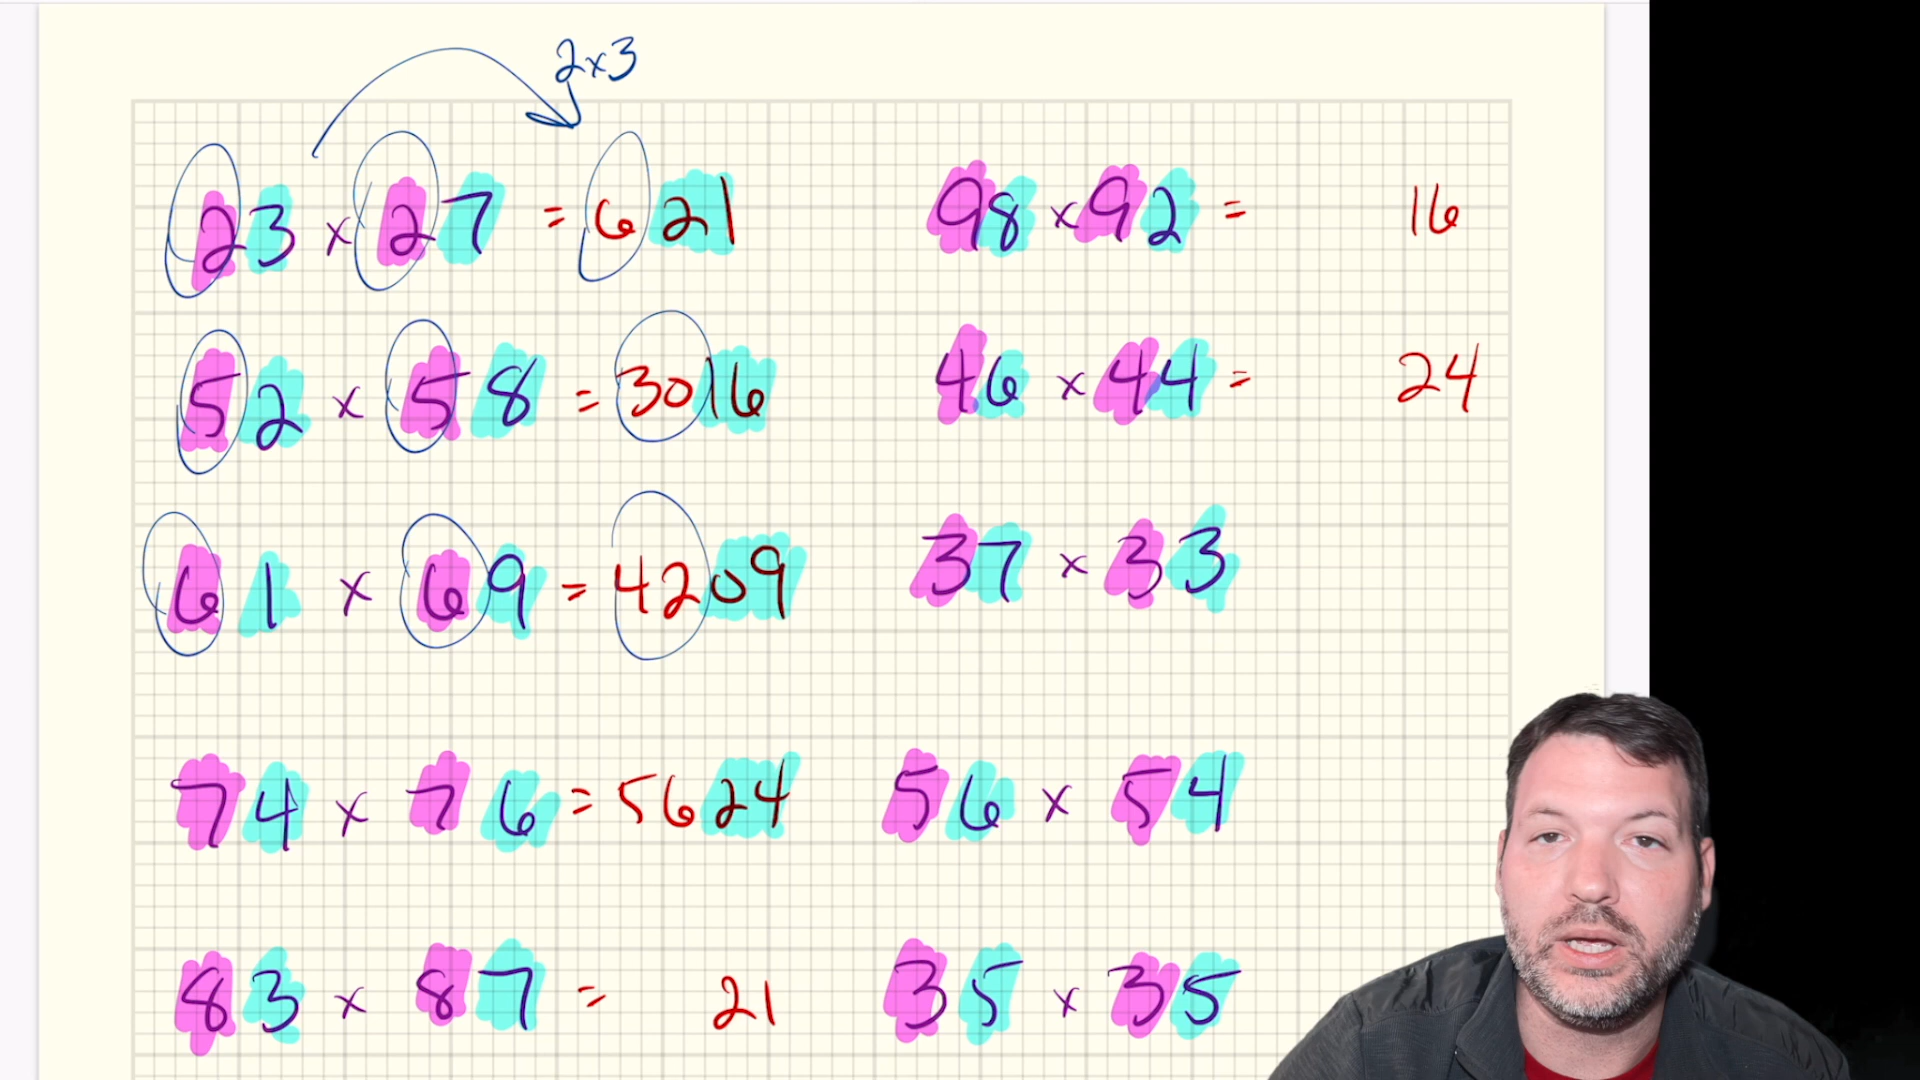 2x3
23 x 27 = 621
52 x 58 = 3016
61 x 69 = 4209
74 x 76 = 5624
83 x 87 = 21
98 x 92 = 16
46 x 44 = 24
37 x 33
56 x 54
35 x 35